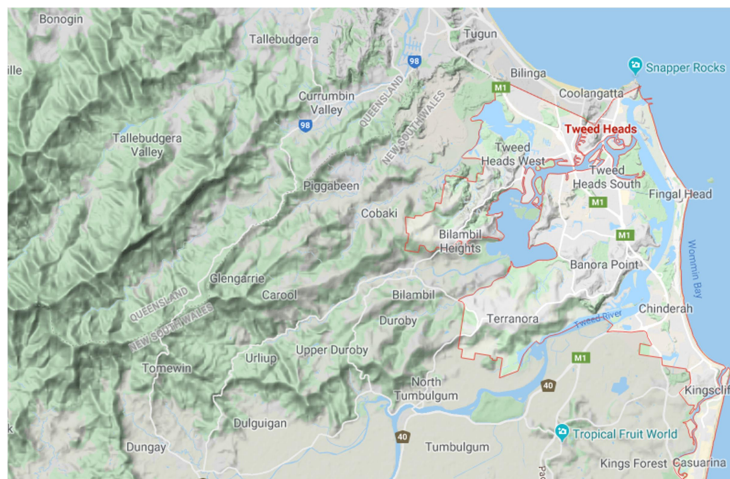 Bonogin
Tallebudgera
Tugun
98
Bilinga
Snapper Rocks
ville
M1
Coolangatta
Currumbin
Valley
QUEENSLAND
NEW SOUTH WALES
98
Tweed Heads
Tallebudgera
Valley
Tweed
Heads West
Tweed
Heads South
Piggabeen
Fingal Head
M1
Cobaki
Bilambil
Heights
M1
Wommin Bay
Banora Point
Glengarrie
Carool
Bilambil
QUEENSLAND
NEW SOUTH WALES
Chinderah
Duroby
Terranora
Tweed River
Upper Duroby
Urliup
M1
Tomewin
North
Tumbulgum
40
Kingscliff
Dulguigan
Tropical Fruit World
40
Dungay
Tumbulgum
Kings Forest
Casuarina